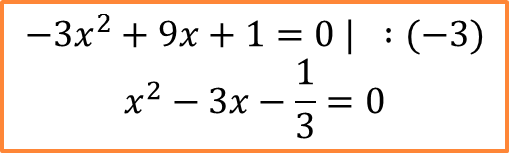 −3x² + 9x + 1 = 0 | : (−3)
x² − 3x − 1/3 = 0